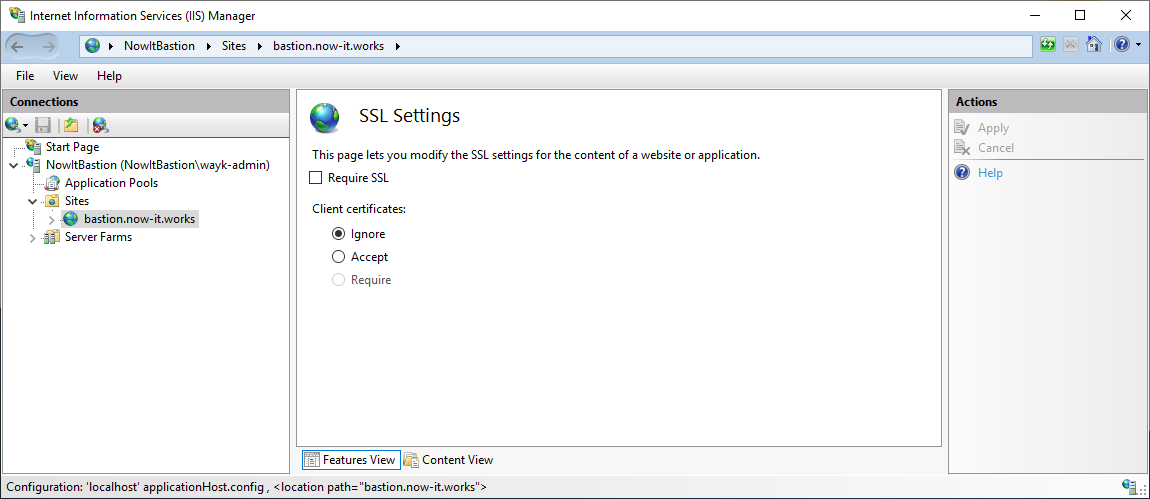 Internet Information Services (IIS) Manager
NowItBastion
Sites
bastion.now-it.works
File View Help
Connections
Start Page
NowItBastion (NowItBastion\wayk-admin)
Application Pools
Sites
bastion.now-it.works
Server Farms
SSL Settings
This page lets you modify the SSL settings for the content of a website or application.
Require SSL
Client certificates:
Ignore
Accept
Require
Features View
Content View
Actions
Apply
Cancel
Help
Configuration: 'localhost' applicationHost.config , <location path="bastion.now-it.works">